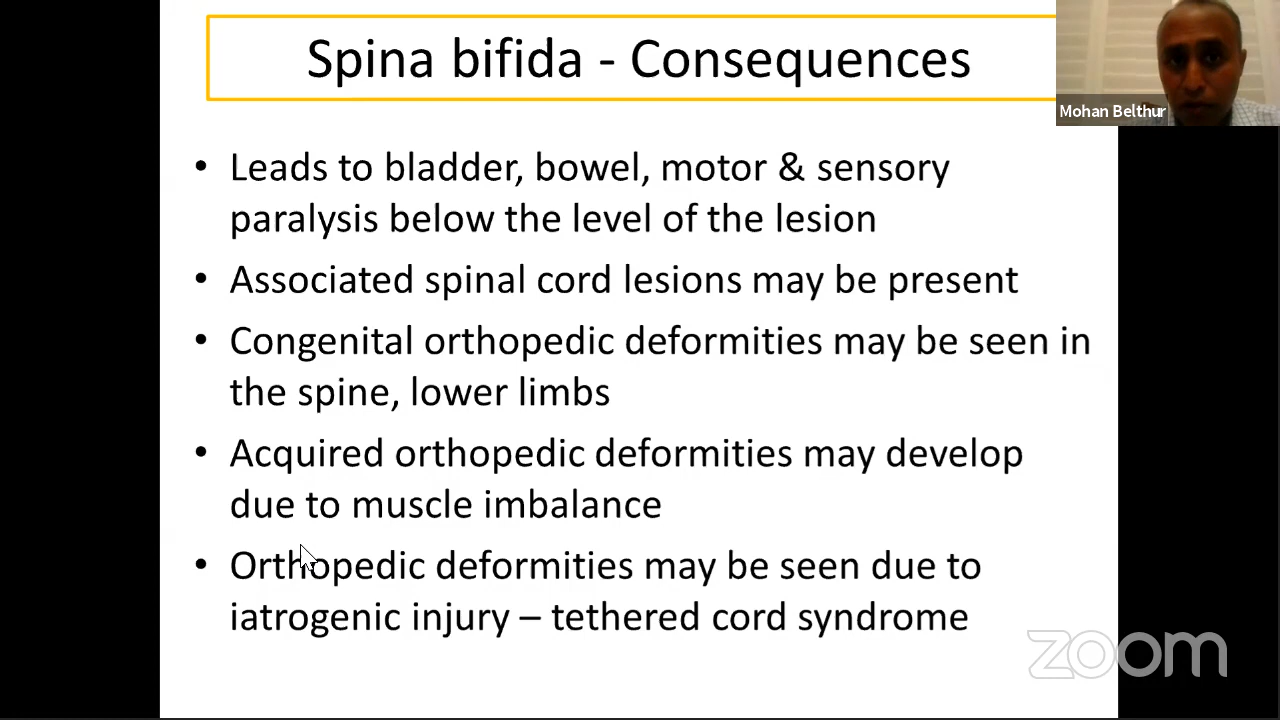 Spina bifida - Consequences
Mohan Belthur
• Leads to bladder, bowel, motor & sensory
paralysis below the level of the lesion
• Associated spinal cord lesions may be present
• Congenital orthopedic deformities may be seen in
the spine, lower limbs
• Acquired orthopedic deformities may develop
due to muscle imbalance
• Orthopedic deformities may be seen due to
iatrogenic injury – tethered cord syndrome
zoom